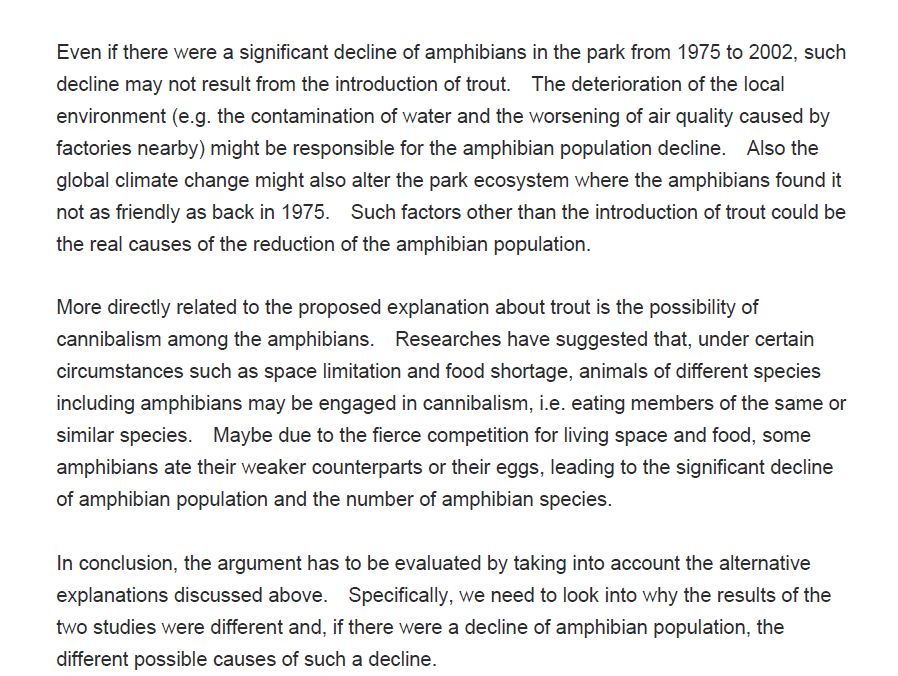 Even if there were a significant decline of amphibians in the park from 1975 to 2002, such
decline may not result from the introduction of trout.    The deterioration of the local
environment (e.g. the contamination of water and the worsening of air quality caused by
factories nearby) might be responsible for the amphibian population decline.    Also the
global climate change might also alter the park ecosystem where the amphibians found it
not as friendly as back in 1975.    Such factors other than the introduction of trout could be
the real causes of the reduction of the amphibian population.
More directly related to the proposed explanation about trout is the possibility of
cannibalism among the amphibians.    Researches have suggested that, under certain
circumstances such as space limitation and food shortage, animals of different species
including amphibians may be engaged in cannibalism, i.e. eating members of the same or
similar species.    Maybe due to the fierce competition for living space and food, some
amphibians ate their weaker counterparts or their eggs, leading to the significant decline
of amphibian population and the number of amphibian species.
In conclusion, the argument has to be evaluated by taking into account the alternative
explanations discussed above.    Specifically, we need to look into why the results of the
two studies were different and, if there were a decline of amphibian population, the
different possible causes of such a decline.